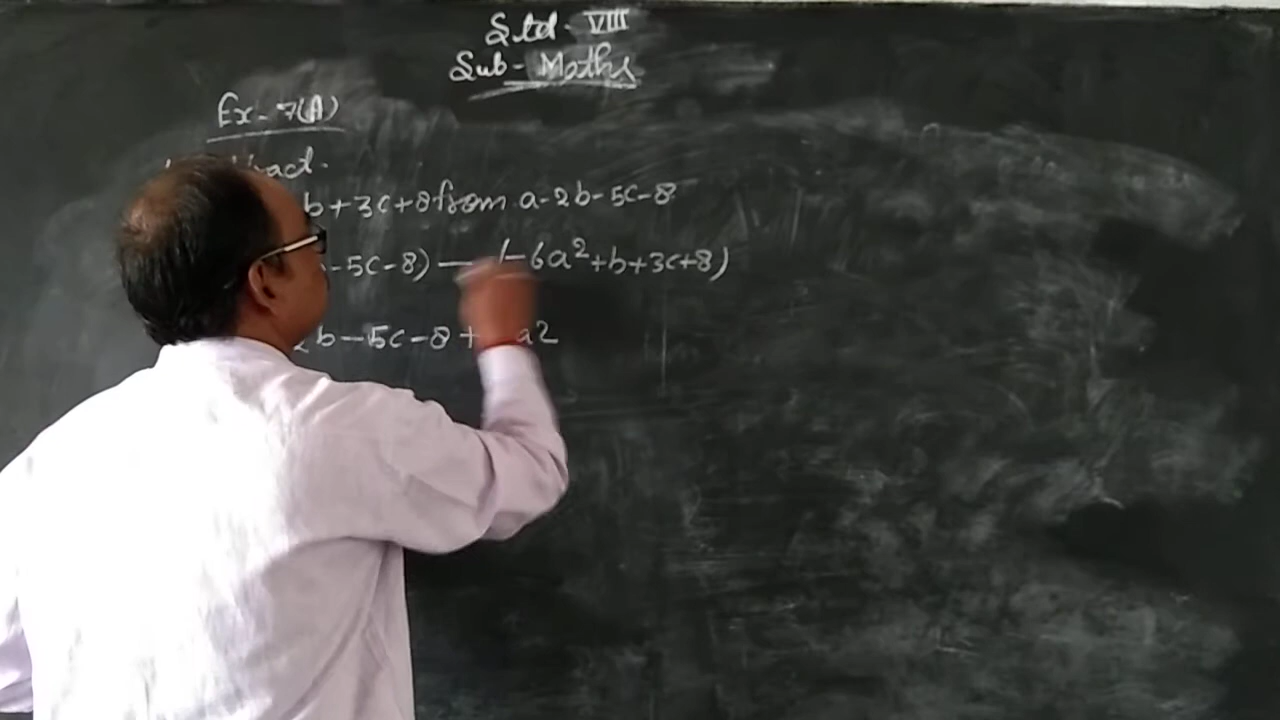 Std - VIII
Sub - Maths
Ex - 7(A)
b+3c+8 from a-2b-5c-8
-5c-8) - (-6a²+b+3c+8)
2b-5c-8+ a2